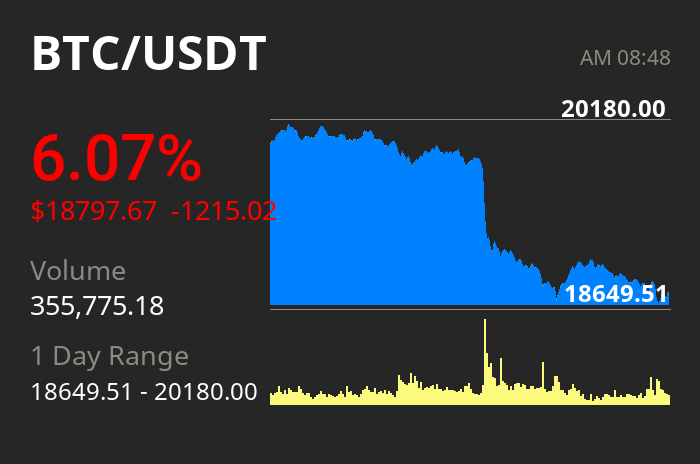 BTC/USDT
AM 08:48
20180.00
6.07%
$18797.67 -1215.02
Volume
355,775.18
18649.51
1 Day Range
18649.51 - 20180.00